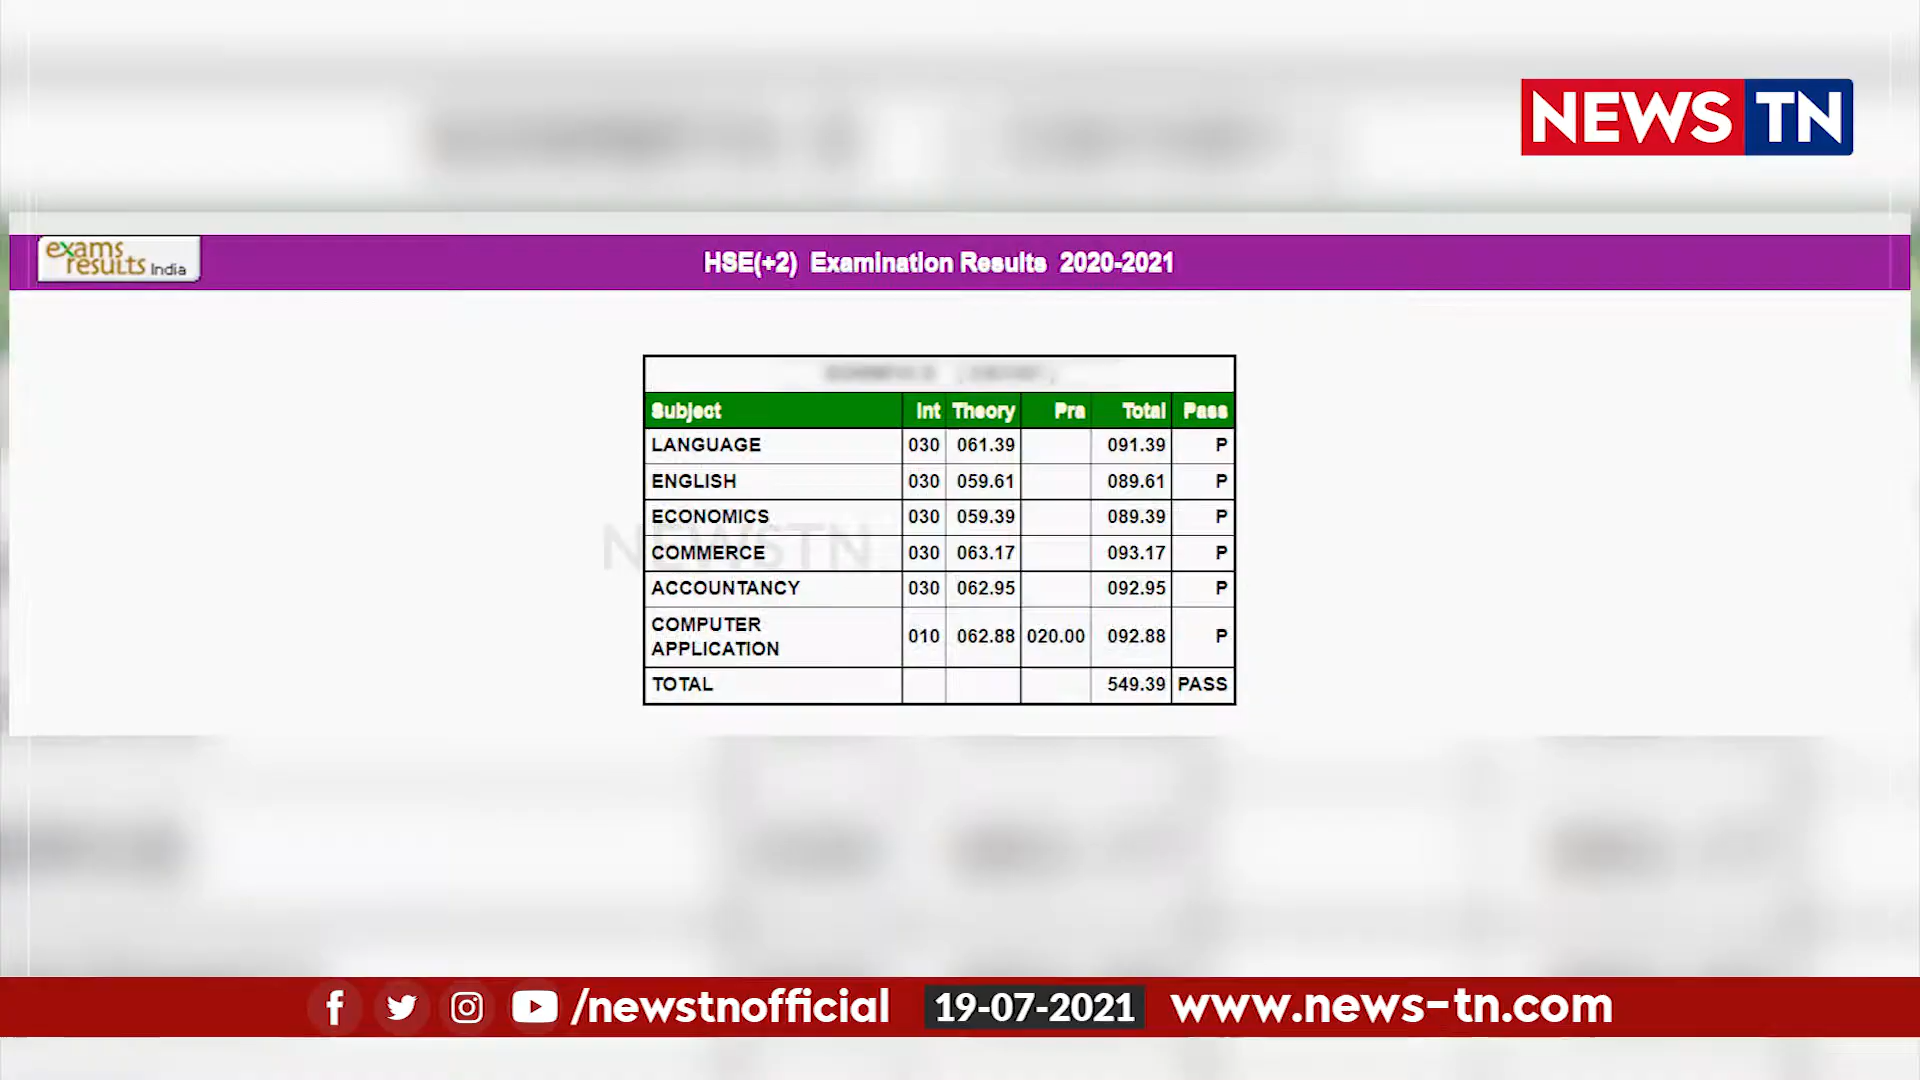 NEWS TN
exams
results India
HSE(+2) Examination Results 2020-2021
Subject Int Theory Pra Total Pass
LANGUAGE 030 061.39 091.39 P
ENGLISH 030 059.61 089.61 P
ECONOMICS 030 059.39 089.39 P
NEWSTN
COMMERCE 030 063.17 093.17 P
ACCOUNTANCY 030 062.95 092.95 P
COMPUTER
APPLICATION 010 062.88 020.00 092.88 P
TOTAL 549.39 PASS
/newstnofficial 19-07-2021 www.news-tn.com